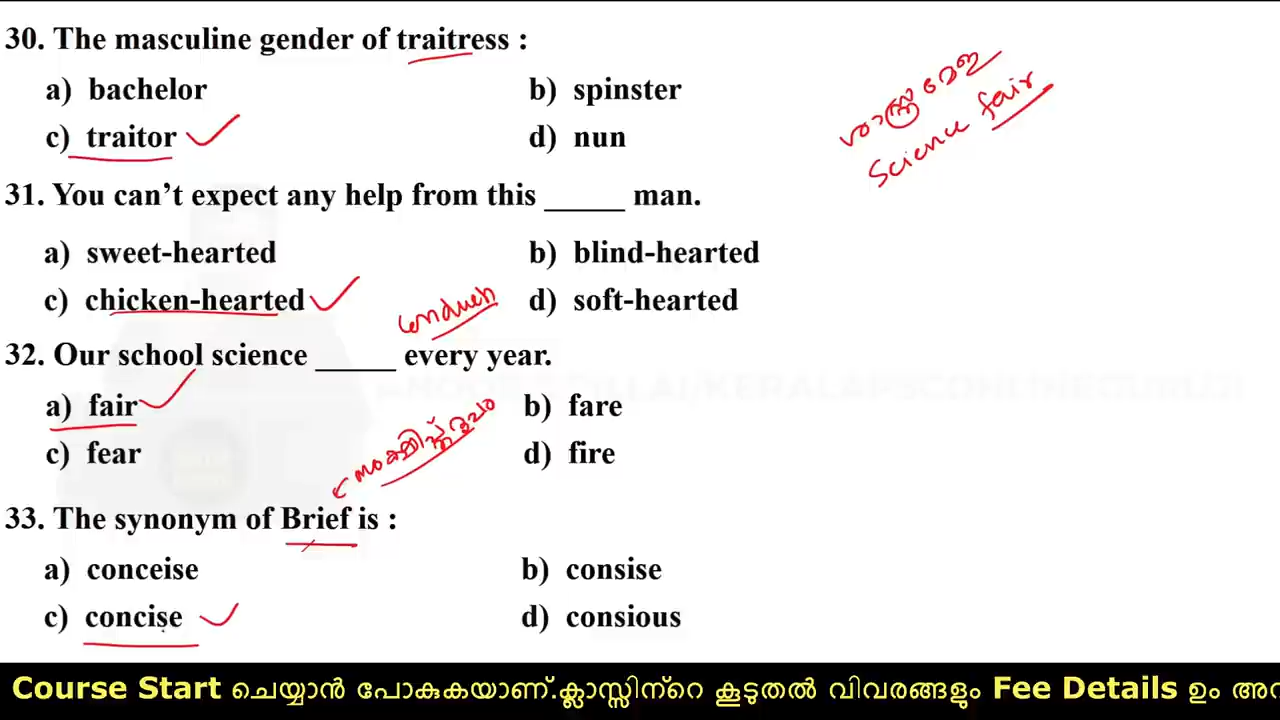 30. The masculine gender of traitress :
a) bachelor b) spinster
c) traitor d) nun
ശാസ്ത്രമേള
Science fair
31. You can't expect any help from this _____ man.
a) sweet-hearted b) blind-hearted
c) chicken-hearted d) soft-hearted
32. Our school science _____ every year.
a) fair b) fare
c) fear d) fire
33. The synonym of Brief is :
a) conceise b) consise
c) concise d) consious
Course Start ചെയ്യാൻ പോകുകയാണ്.ക്ലാസ്സിന്റെ കൂടുതൽ വിവരങ്ങളും Fee Details ഉം